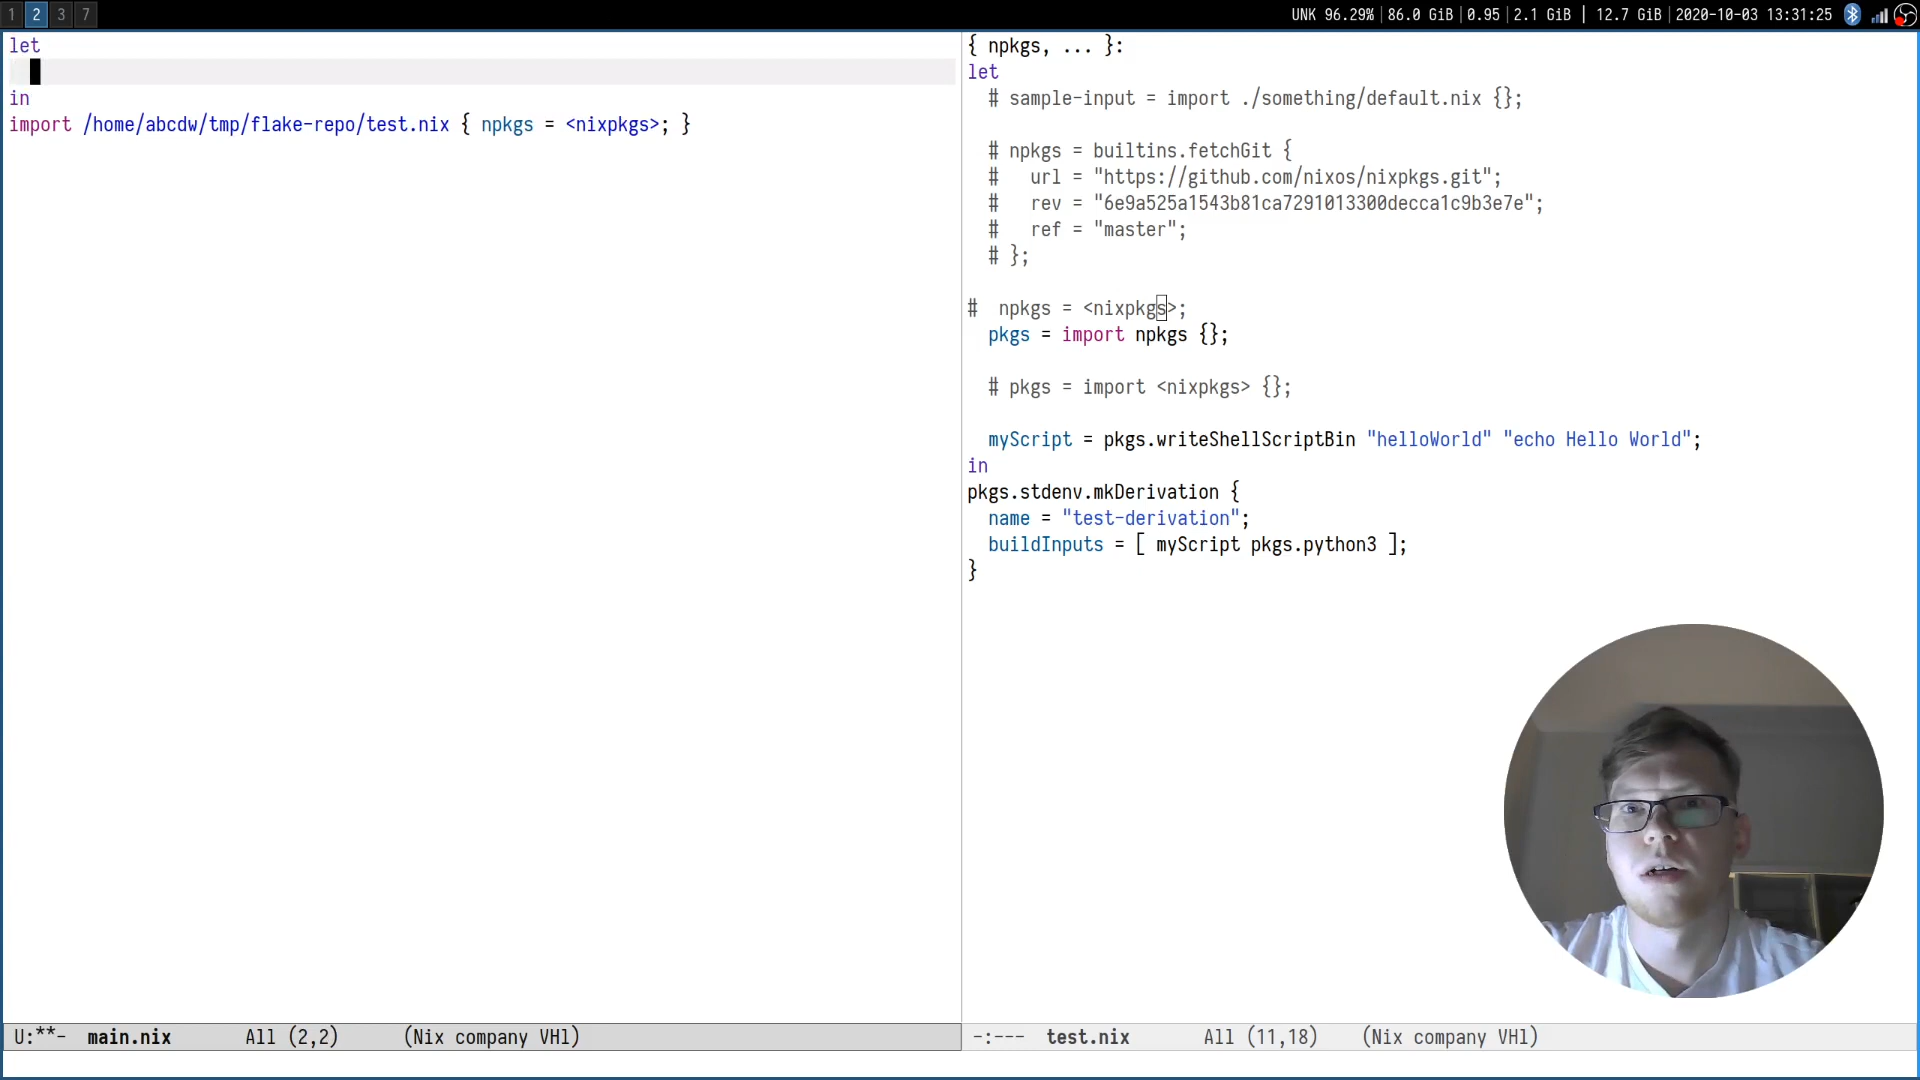 1 2 3 7
UNK 96.29% | 86.0 GiB | 0.95 | 2.1 GiB | 12.7 GiB | 2020-10-03 13:31:25
let
in
import /home/abcdw/tmp/flake-repo/test.nix { npkgs = <nixpkgs>; }
U:**-  main.nix       All (2,2)      (Nix company VHl)
{ npkgs, ... }:
let
  # sample-input = import ./something/default.nix {};
  # npkgs = builtins.fetchGit {
  #   url = "https://github.com/nixos/nixpkgs.git";
  #   rev = "6e9a525a1543b81ca7291013300decca1c9b3e7e";
  #   ref = "master";
  # };
#  npkgs = <nixpkgs>;
  pkgs = import npkgs {};
  # pkgs = import <nixpkgs> {};
  myScript = pkgs.writeShellScriptBin "helloWorld" "echo Hello World";
in
pkgs.stdenv.mkDerivation {
  name = "test-derivation";
  buildInputs = [ myScript pkgs.python3 ];
}
-:---  test.nix       All (11,18)    (Nix company VHl)